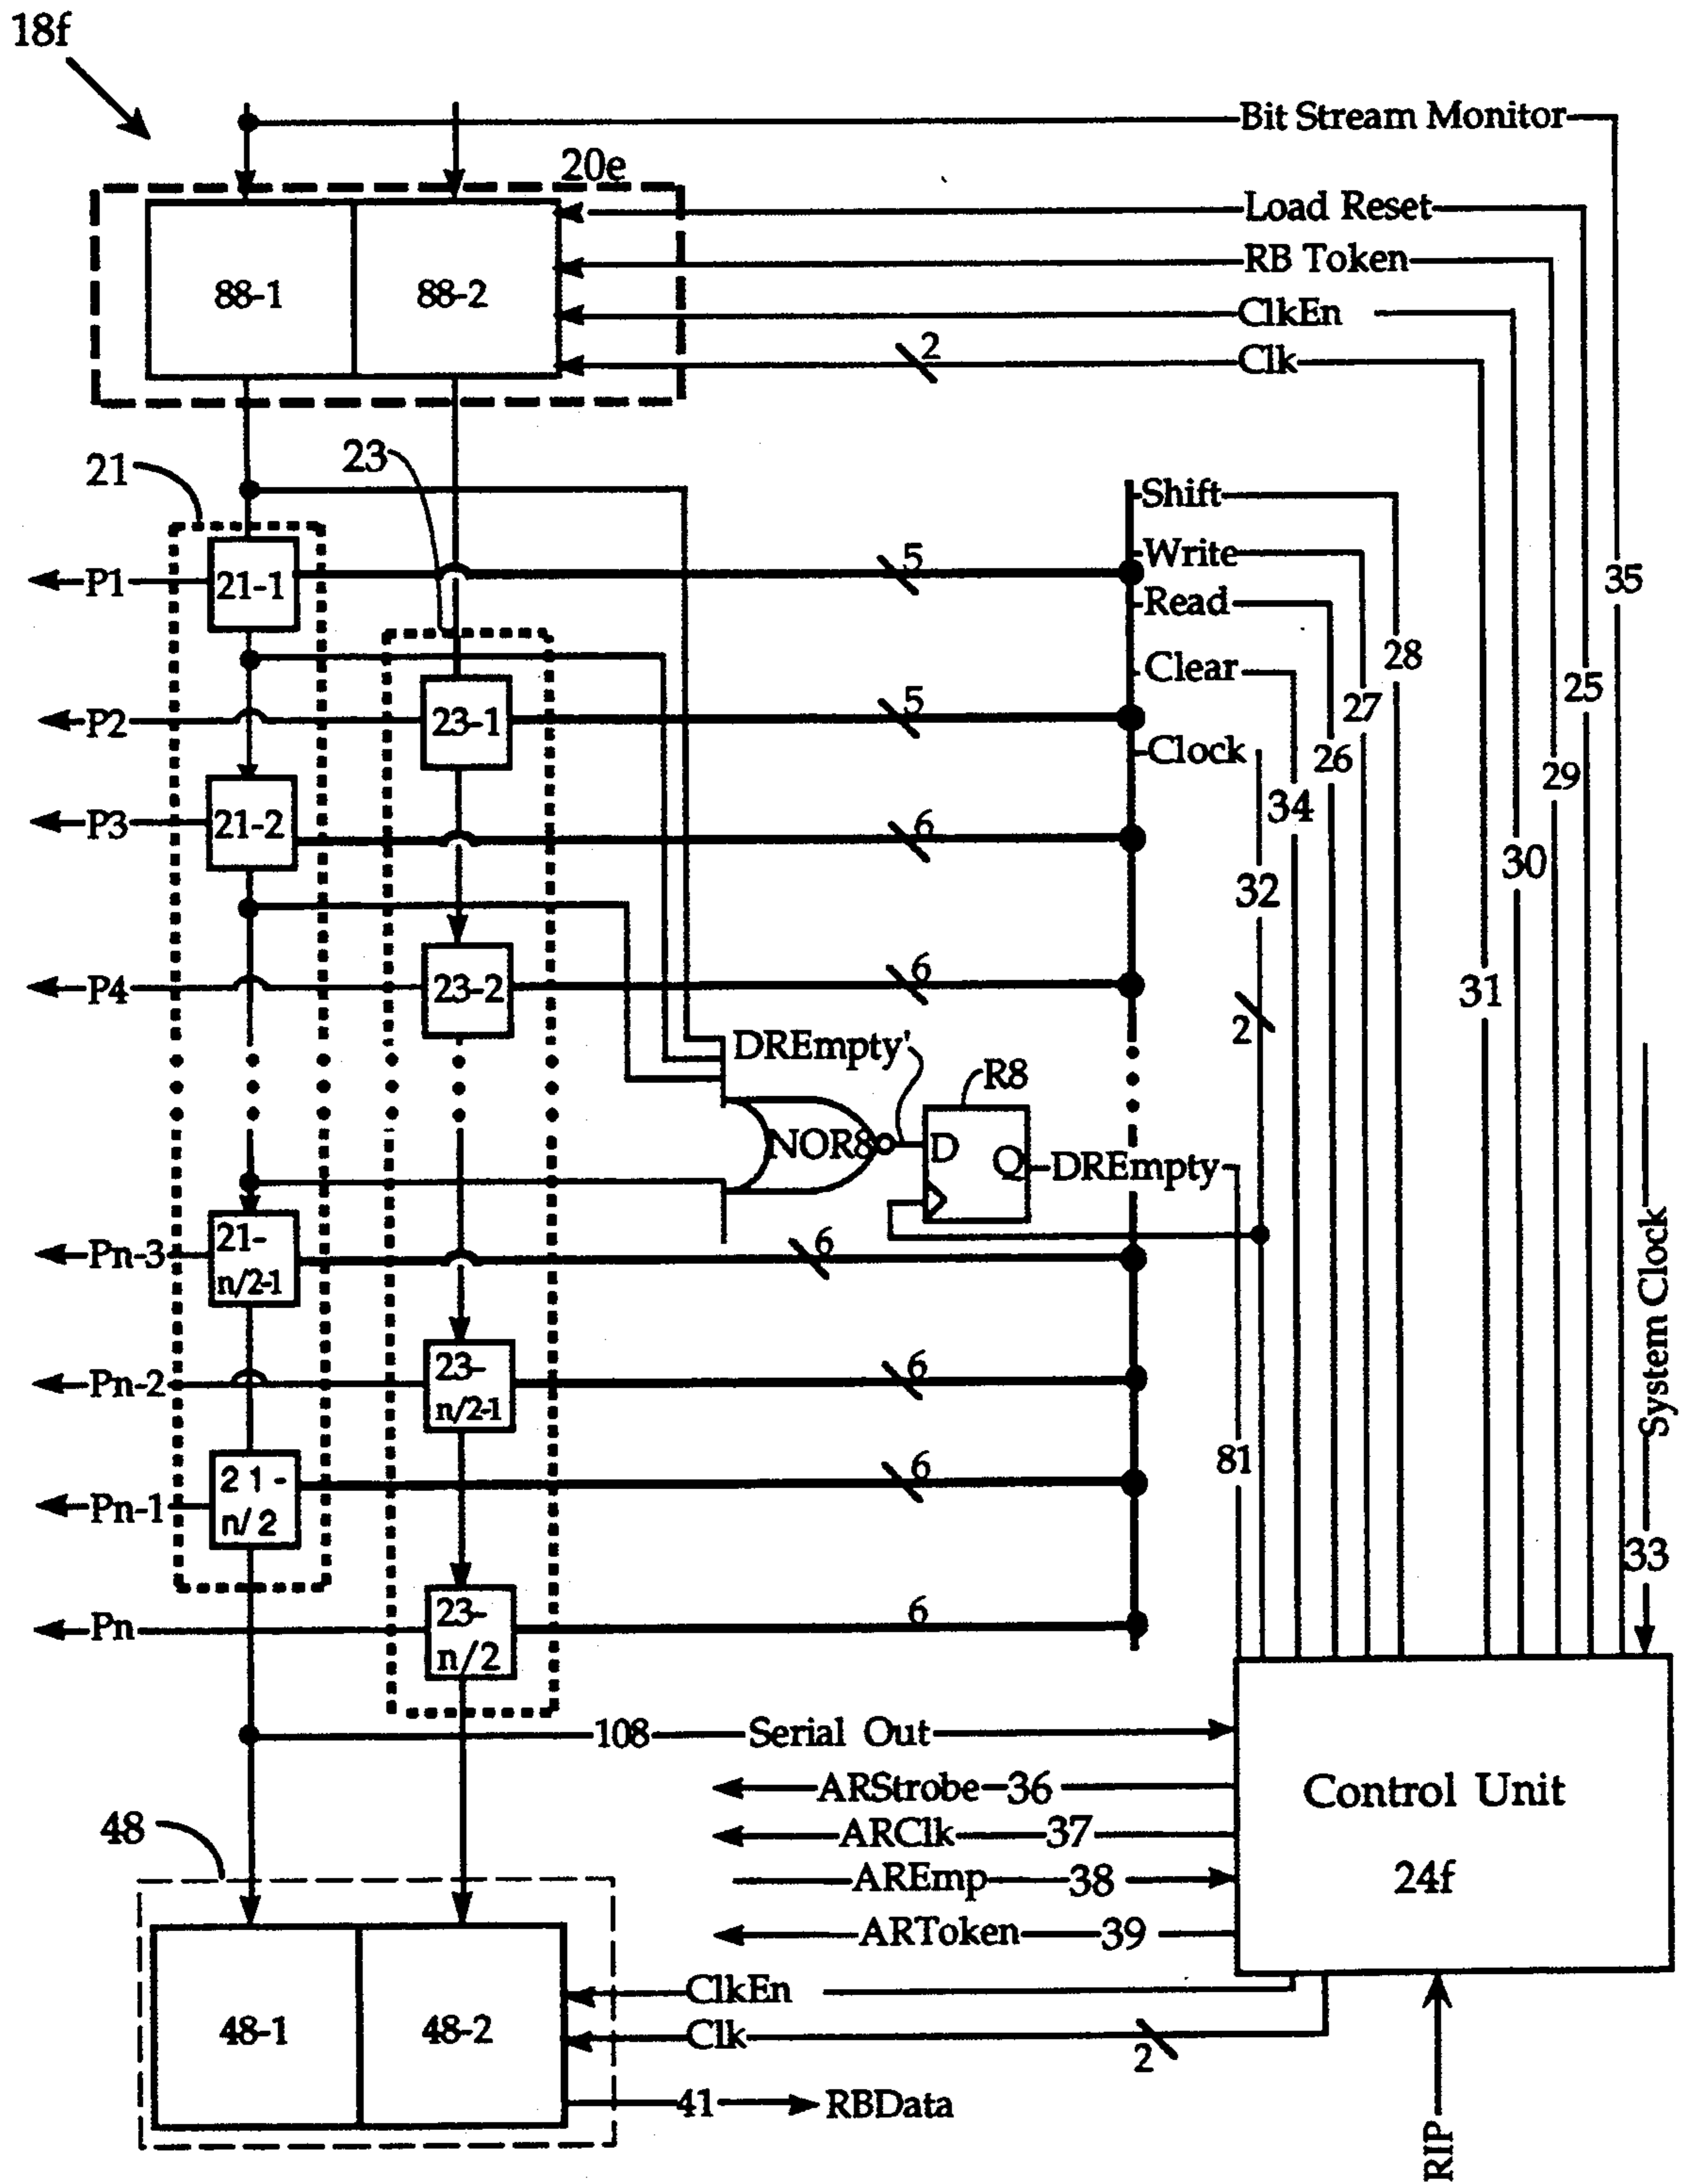 18f
Bit Stream Monitor
20e
Load Reset
RB Token
88-1
88-2
ClkEn
2
Clk
21
23
Shift
5
Write
P1
21-1
35
Read
28
Clear
25
P2
23-1
5
27
Clock
26
29
34
P3
21-2
6
30
32
P4
23-2
6
31
2
DREmpty'
R8
NOR8
D
Q
DREmpty
System Clock
Pn-3
21-
n/2-1
6
Pn-2
23-
n/2-1
6
81
Pn-1
21-
n/2
6
33
Pn
23-
n/2
6
108
Serial Out
ARStrobe
36
Control Unit
48
ARClk
37
AREmp
38
24f
ARToken
39
ClkEn
48-1
48-2
Clk
2
41
RBData
RIP